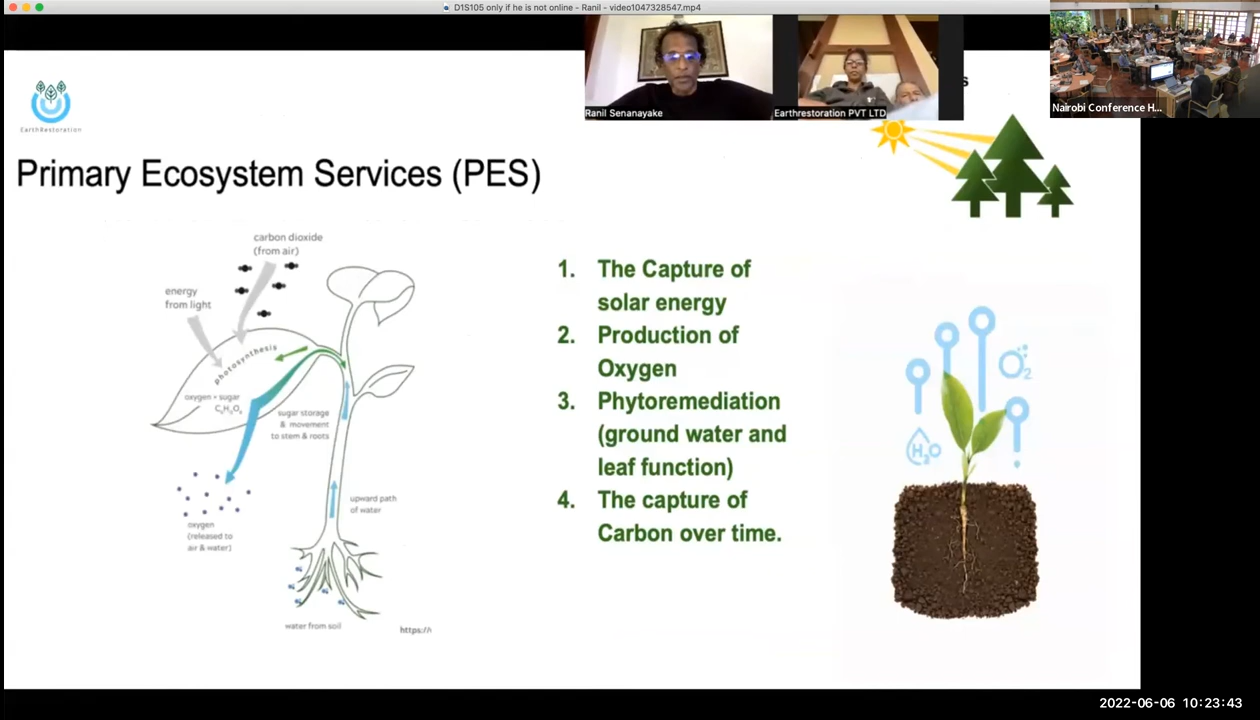 D1S105 only if he is not online - Ranil - video1047328547.mp4
Ranil Senanayake
Earthrestoration PVT LTD
s
Nairobi Conference H...
EarthRestoration
Primary Ecosystem Services (PES)
carbon dioxide
(from air)
energy
from light
photosynthesis
oxygen + sugar
C₆H₁₂O₆
sugar storage
& movement
to stem & roots
upward path
of water
oxygen
(released to
air & water)
water from soil
https://
1. The Capture of
solar energy
2. Production of
Oxygen
3. Phytoremediation
(ground water and
leaf function)
4. The capture of
Carbon over time.
O₂
H₂O
2022-06-06 10:23:43